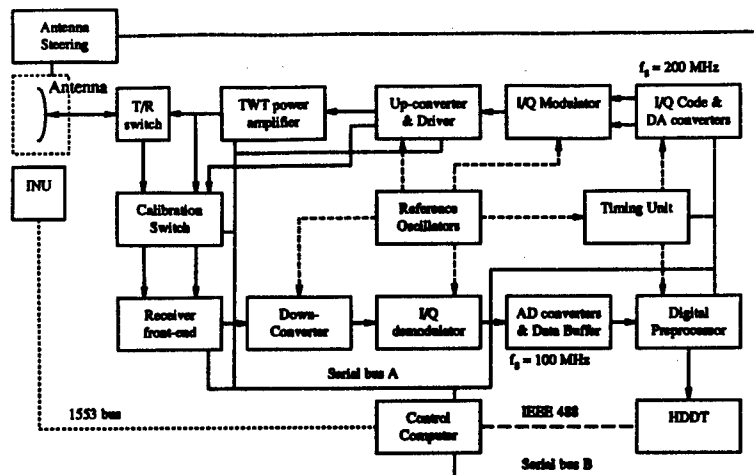 Antenna
Steering
f_s = 200 MHz
Antenna
T/R
switch
TWT power
amplifier
Up-converter
& Driver
I/Q Modulator
I/Q Code &
DA converters
INU
Calibration
Switch
Reference
Oscillators
Timing Unit
Receiver
front-end
Down-
Converter
I/Q
demodulator
AD converters
& Data Buffer
Digital
Preprocessor
f_s = 100 MHz
Serial bus A
1553 bus
Control
Computer
IEEE 488
HDDT
Serial bus B